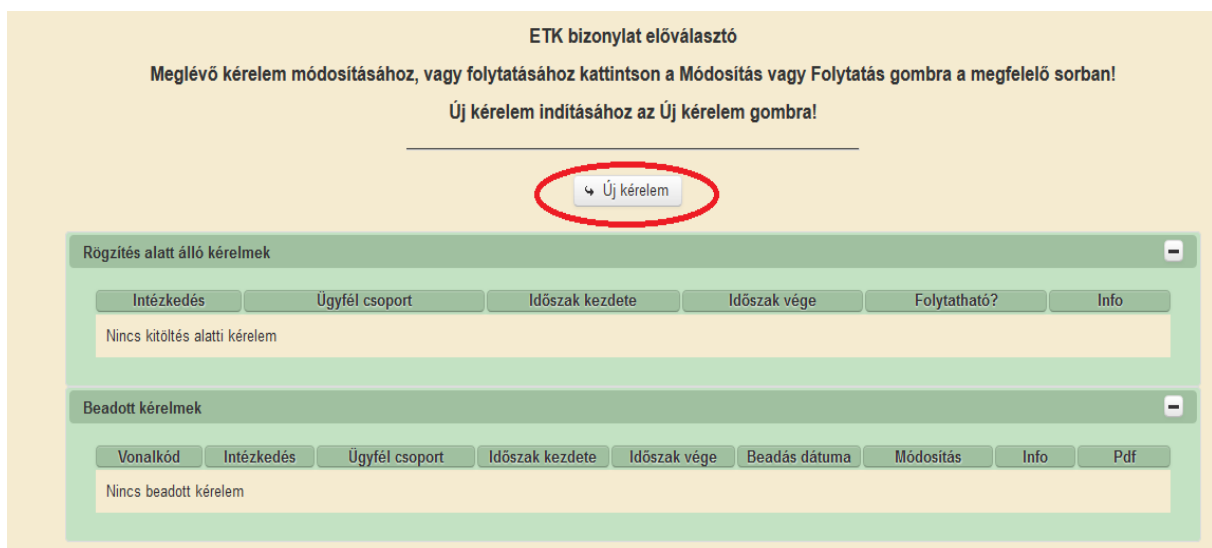 ETK bizonylat előválasztó
Meglévő kérelem módosításához, vagy folytatásához kattintson a Módosítás vagy Folytatás gombra a megfelelő sorban!
Új kérelem indításához az Új kérelem gombra!
Új kérelem
Rögzítés alatt álló kérelmek
Intézkedés Ügyfél csoport Időszak kezdete Időszak vége Folytatható? Info
Nincs kitöltés alatti kérelem
Beadott kérelmek
Vonalkód Intézkedés Ügyfél csoport Időszak kezdete Időszak vége Beadás dátuma Módosítás Info Pdf
Nincs beadott kérelem